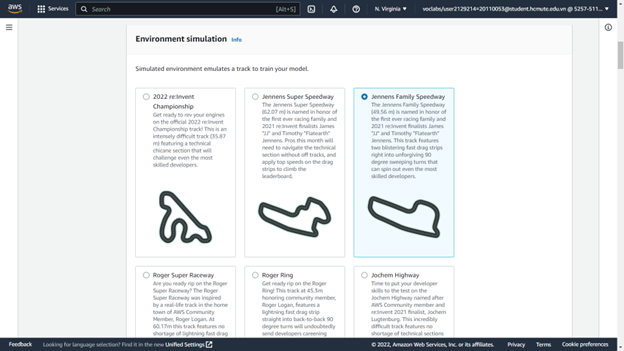 aws
Services
Search
[Alt+S]
N. Virginia
voclabs/user2129214=20110053@student.hcmute.edu.vn @ 5257-511...
Environment simulation Info
Simulated environment emulates a track to train your model.
2022 re:Invent
Championship
Get ready to rev your engines
on the official 2022 re:Invent
Championship track! This is an
intensely difficult track (35.87
m) featuring a technical
chicane section that will
challenge even the most
skilled developers.
Jennens Super Speedway
The Jennens Super Speedway
(62.07 m) is named in honor of
the first ever racing family and
2021 re:Invent finalists James
"JJ" and Timothy "Flatearth"
Jennens. Pros this month will
need to navigate the technical
section without off tracks, and
apply top speeds on the drag
strips to climb the
leaderboard.
Jennens Family Speedway
The Jennens Family Speedway
(49.56 m) is named in honor of
the first ever racing family and
2021 re:Invent finalists James
"JJ" and Timothy "Flatearth"
Jennens. This track features
two blistering fast drag strips
right into unforgiving 90
degree sweeping turns that
can spin out even the most
skilled developers.
Roger Super Raceway
Are you ready rip on the Roger
Super Raceway? The Roger
Super Raceway was inspired
by a real-life track in the home
town of AWS Community
Member, Roger Logan. At
60.17m this track features no
shortage of lightning fast drag
Roger Ring
Get ready rip on the Roger
Ring! This track at 45.3m
honoring community member,
Roger Logan, features a
lightning fast drag strip
straight into back-to-back 90
degree turns will undoubtedly
send developers careening
Jochem Highway
Time to put your developer
skills to the test on the
Jochem Highway named after
AWS Community member and
re:Invent 2021 finalist, Jochem
Lugtenburg. This incredibly
difficult track features no
shortage of technical sections
Feedback
Looking for language selection? Find it in the new Unified Settings
© 2022, Amazon Web Services, Inc. or its affiliates.
Privacy
Terms
Cookie preferences